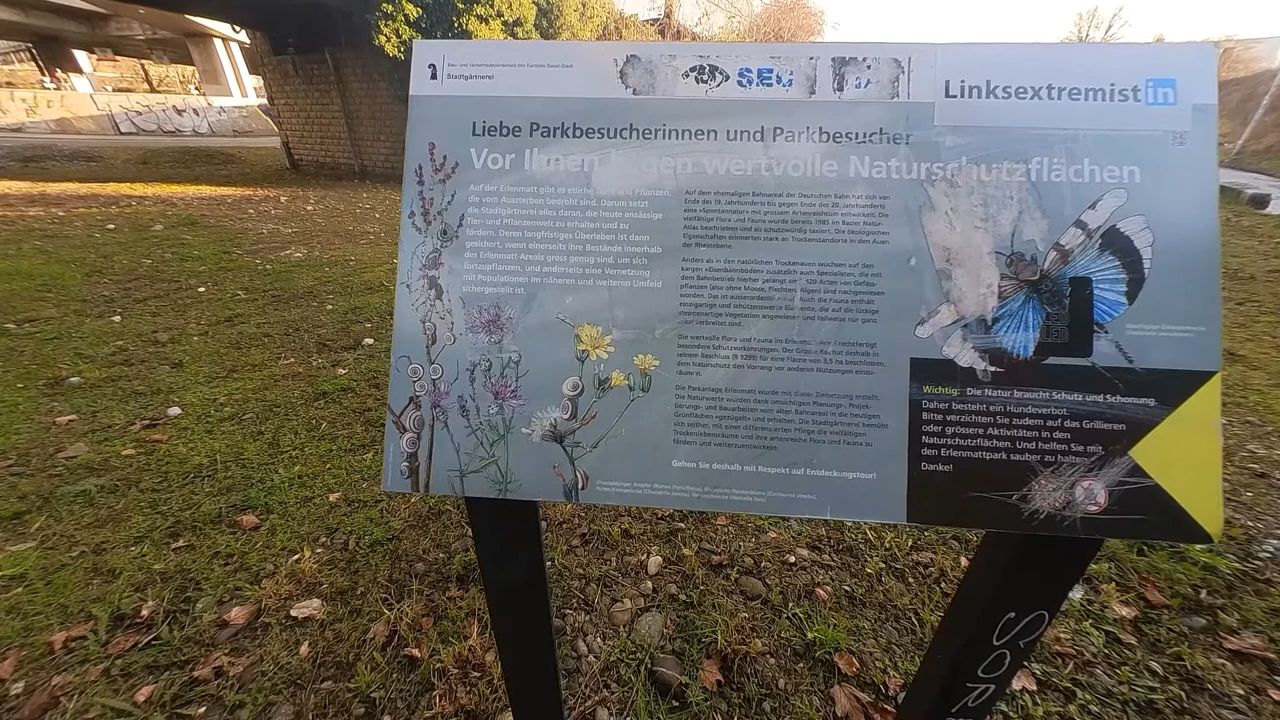 Bau- und Verkehrsdepartement des Kantons Basel-Stadt
Stadtgärtnerei
SEG
Linksextremist in
Liebe Parkbesucherinnen und Parkbesucher
Vor Ihnen liegen wertvolle Naturschutzflächen
Auf der Erlenmatt gibt es etliche Tiere und Pflanzen,
die vom Aussterben bedroht sind. Darum setzt
die Stadtgärtnerei alles daran, die heute ansässige
Tier- und Pflanzenwelt zu erhalten und zu
fördern. Deren langfristiges Überleben ist dann
gesichert, wenn einerseits ihre Bestände innerhalb
des Erlenmatt-Areals gross genug sind, um sich
fortzupflanzen, und anderseits eine Vernetzung
mit Populationen im näheren und weiteren Umfeld
sichergestellt ist.
Auf dem ehemaligen Bahnareal der Deutschen Bahn hat sich von
Ende des 19. Jahrhunderts bis gegen Ende des 20. Jahrhunderts
eine «Spontannatur» mit grossem Artenreichtum entwickelt. Die
vielfältige Flora und Fauna wurde bereits 1985 im Basler Natur-
Atlas beschrieben und als schutzwürdig taxiert. Die ökologischen
Eigenschaften erinnerten stark an Trockenstandorte in den Auen
der Rheinebene.
Anders als in den natürlichen Trockenauen wuchsen auf den
kargen «Eisenbahnböden» zusätzlich auch Spezialisten, die mit
dem Bahnbetrieb hierher gelangt sind. 420 Arten von Gefäss-
pflanzen (also ohne Moose, Flechten, Algen) sind nachgewiesen
worden. Das ist ausserordentlich viel. Auch die Fauna enthält
einzigartige und schützenswerte Elemente, die auf die lückige
stromenartige Vegetation angewiesen und teilweise nur ganz
lokal verbreitet sind.
Die wertvolle Flora und Fauna im Erlenmatt-Areal rechtfertigt
besondere Schutzvorkehrungen. Der Grosse Rat hat deshalb in
seinem Beschluss (R 9299) für eine Fläche von 3,5 ha beschlossen,
dem Naturschutz den Vorrang vor anderen Nutzungen einzu-
räumen.
Die Parkanlage Erlenmatt wurde mit dieser Zielsetzung erstellt.
Die Naturwerte wurden dank umsichtigen Planungs-, Projek-
tierungs- und Bauarbeiten vom alten Bahnareal in die heutigen
Grünflächen «gezügelt» und erhalten. Die Stadtgärtnerei bemüht
sich seither, mit einer differenzierten Pflege die vielfältigen
Trockenlebensräume und ihre artenreiche Flora und Fauna zu
fördern und weiterzuentwickeln.
Gehen Sie deshalb mit Respekt auf Entdeckungstour!
Wichtig: Die Natur braucht Schutz und Schonung.
Daher besteht ein Hundeverbot.
Bitte verzichten Sie zudem auf das Grillieren
oder grössere Aktivitäten in den
Naturschutzflächen. Und helfen Sie mit,
den Erlenmattpark sauber zu halten.
Danke!
SOR